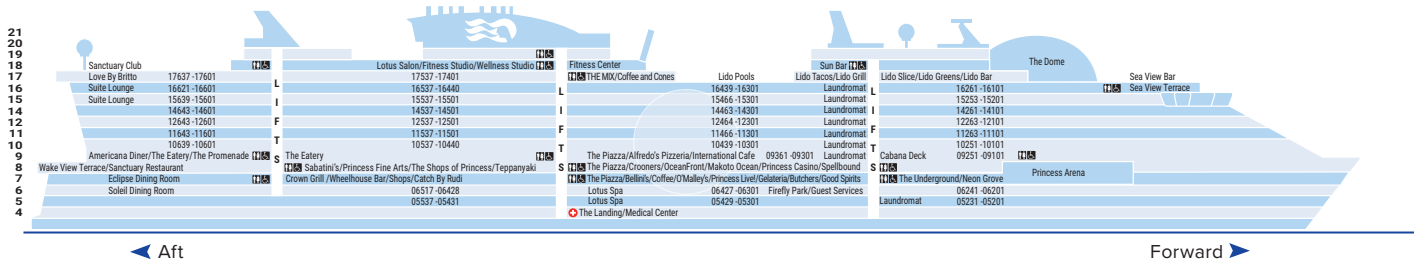 21
20
19
18 Sanctuary Club Lotus Salon/Fitness Studio/Wellness Studio Fitness Center Sun Bar The Dome
17 Love By Britto 17637 -17601 17537 -17401 THE MIX/Coffee and Cones Lido Pools Lido Tacos/Lido Grill Lido Slice/Lido Greens/Lido Bar Sea View Bar
16 Suite Lounge 16621 -16601 16537 -16440 16439 -16301 Laundromat 16261 -16101 Sea View Terrace
15 Suite Lounge 15639 -15601 15537 -15501 15466 -15301 Laundromat 15253 -15201
14 14643 -14601 14537 -14501 14463 -14301 Laundromat 14261 -14101
12 12643 -12601 12537 -12501 12464 -12301 Laundromat 12263 -12101
11 11643 -11601 11537 -11501 11466 -11301 Laundromat 11263 -11101
10 10639 -10601 10537 -10440 10439 -10301 Laundromat 10251 -10101
LIFTS LIFTS LIFTS
9 Americana Diner/The Eatery/The Promenade The Eatery The Piazza/Alfredo's Pizzeria/International Cafe 09361 -09301 Laundromat Cabana Deck 09251 -09101
8 Wake View Terrace/Sanctuary Restaurant Sabatini's/Princess Fine Arts/The Shops of Princess/Teppanyaki The Piazza/Crooners/OceanFront/Makoto Ocean/Princess Casino/Spellbound Princess Arena
7 Eclipse Dining Room Crown Grill /Wheelhouse Bar/Shops/Catch By Rudi The Piazza/Bellini's/Coffee/O'Malley's/Princess Live!/Gelateria/Butchers/Good Spirits The Underground/Neon Grove
6 Soleil Dining Room 06517 -06428 Lotus Spa 06427 -06301 Firefly Park/Guest Services 06241 -06201
5 05537 -05431 Lotus Spa 05429 -05301 Laundromat 05231 -05201
4 The Landing/Medical Center
Aft Forward